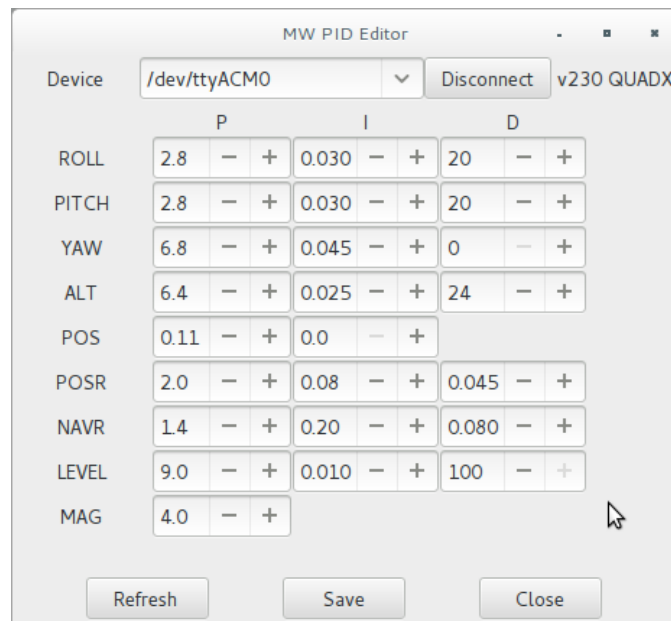 MW PID Editor
Device /dev/ttyACM0 Disconnect v230 QUADX
P I D
ROLL 2.8 − + 0.030 − + 20 − +
PITCH 2.8 − + 0.030 − + 20 − +
YAW 6.8 − + 0.045 − + 0 − +
ALT 6.4 − + 0.025 − + 24 − +
POS 0.11 − + 0.0 − +
POSR 2.0 − + 0.08 − + 0.045 − +
NAVR 1.4 − + 0.20 − + 0.080 − +
LEVEL 9.0 − + 0.010 − + 100 − +
MAG 4.0 − +
Refresh Save Close